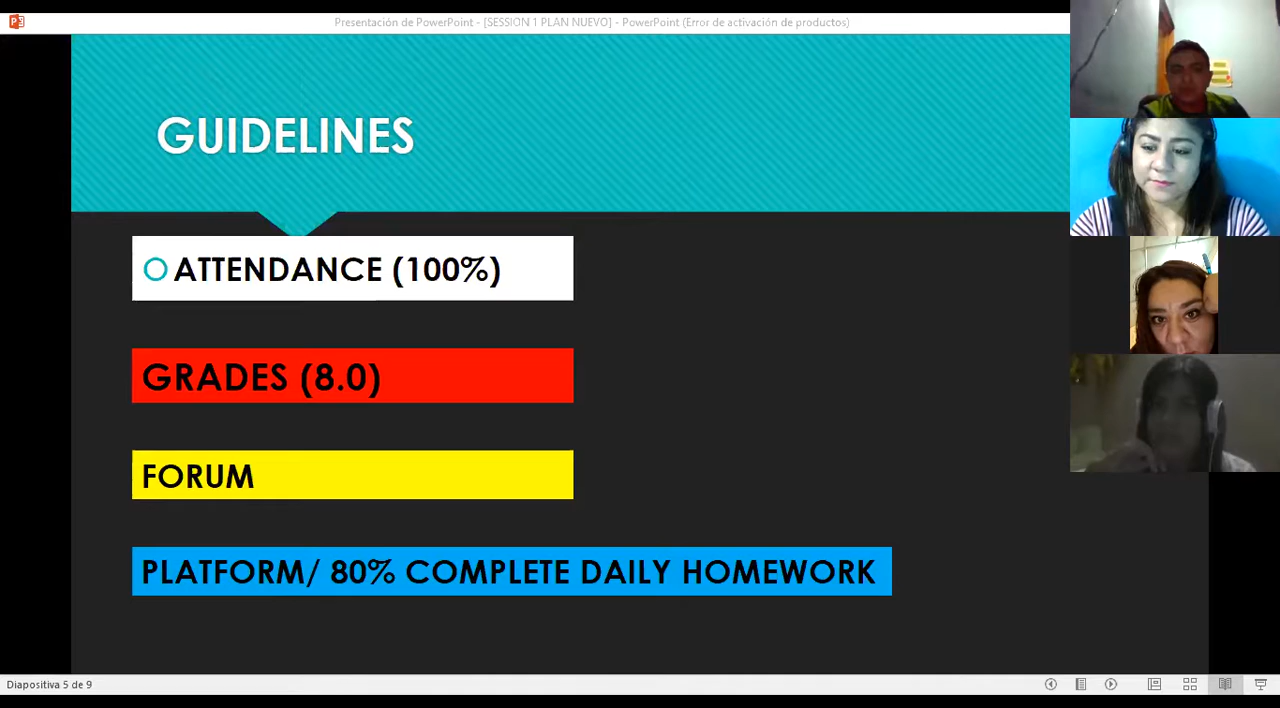 Presentación de PowerPoint - [SESSION 1 PLAN NUEVO] - PowerPoint (Error de activación de productos)
GUIDELINES
ATTENDANCE (100%)
GRADES (8.0)
FORUM
PLATFORM/ 80% COMPLETE DAILY HOMEWORK
Diapositiva 5 de 9